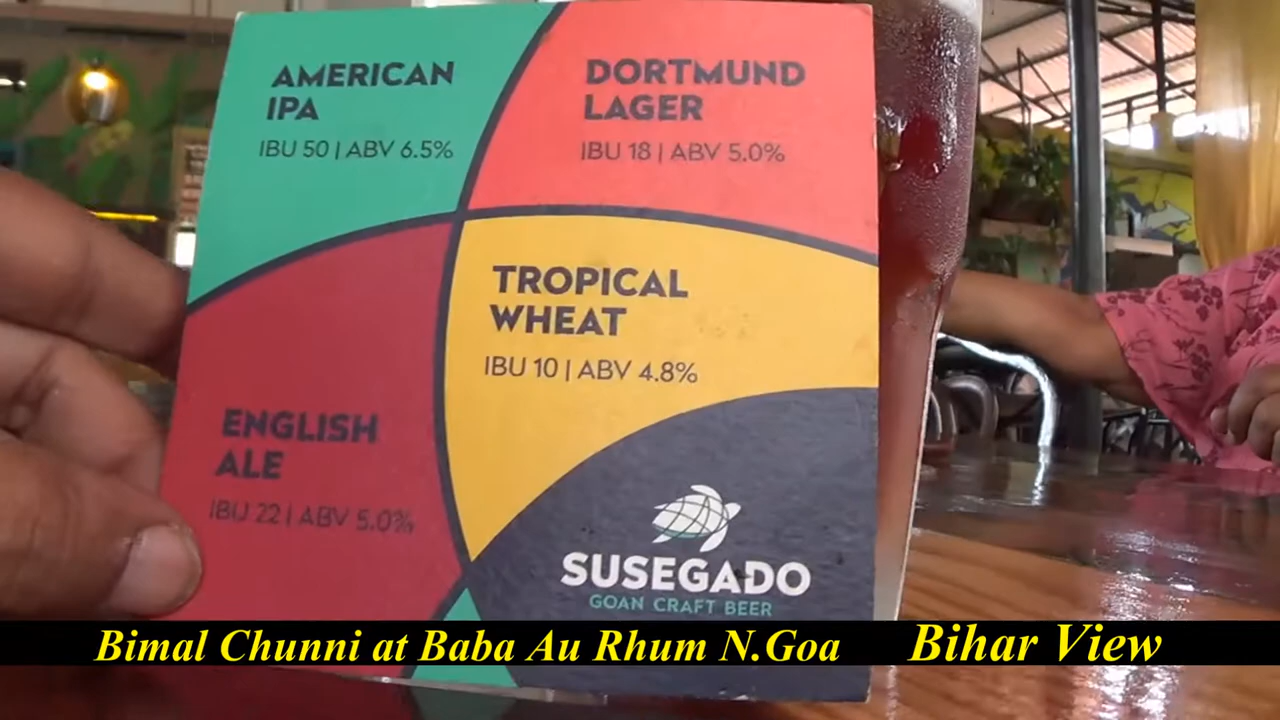 AMERICAN
IPA
IBU 50 | ABV 6.5%
DORTMUND
LAGER
IBU 18 | ABV 5.0%
TROPICAL
WHEAT
IBU 10 | ABV 4.8%
ENGLISH
ALE
IBU 22 | ABV 5.0%
SUSEGADO
GOAN CRAFT BEER
Bimal Chunni at Baba Au Rhum N.Goa Bihar View